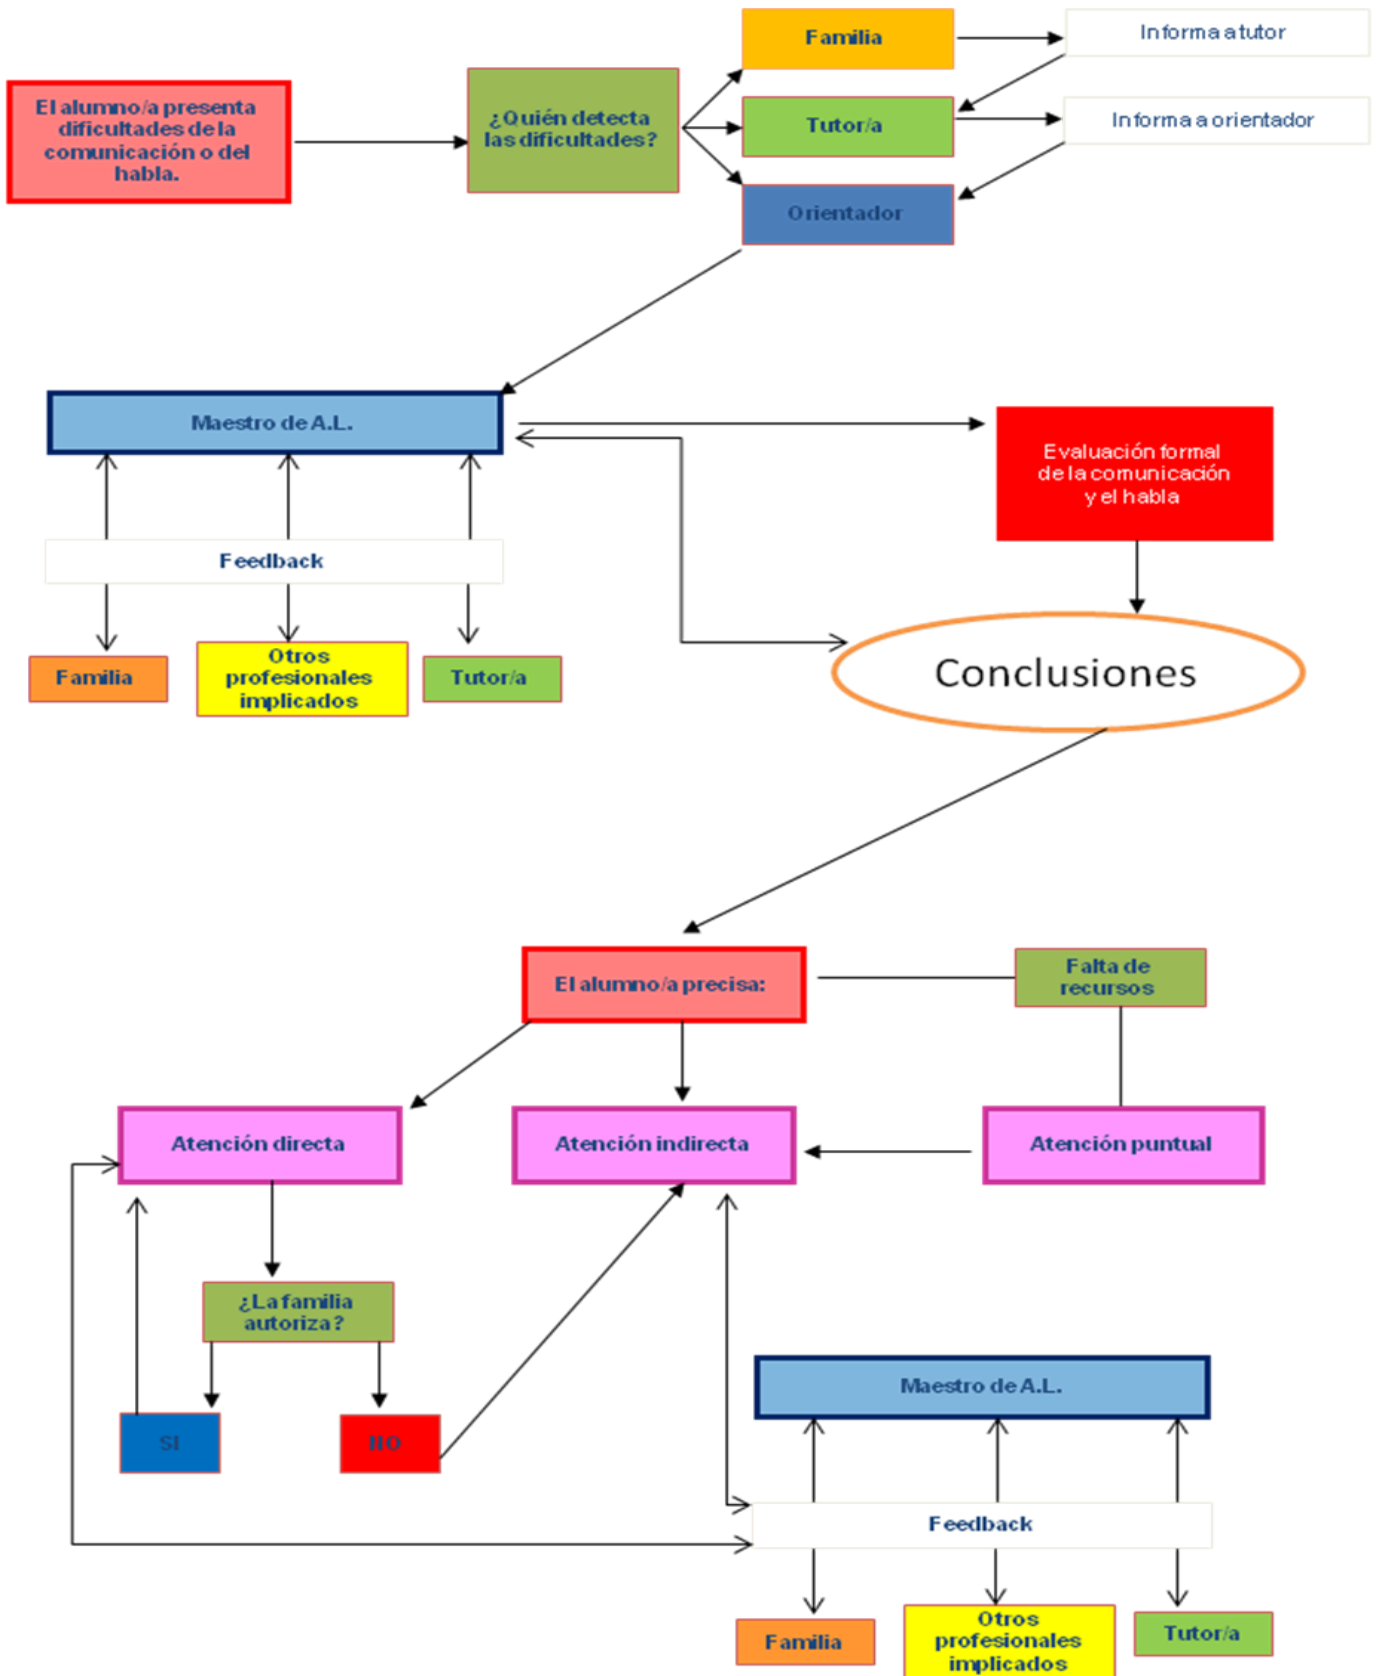 Familia
Informa a tutor
El alumno/a presenta
dificultades de la
comunicación o del
habla.
¿Quién detecta
las dificultades?
Tutor/a
Informa a orientador
Orientador
Maestro de A.L.
Evaluación formal
de la comunicación
y el habla
Feedback
Familia
Otros
profesionales
implicados
Tutor/a
Conclusiones
El alumno/a precisa:
Falta de
recursos
Atención directa
Atención indirecta
Atención puntual
¿La familia
autoriza?
SI
NO
Maestro de A.L.
Feedback
Familia
Otros
profesionales
implicados
Tutor/a